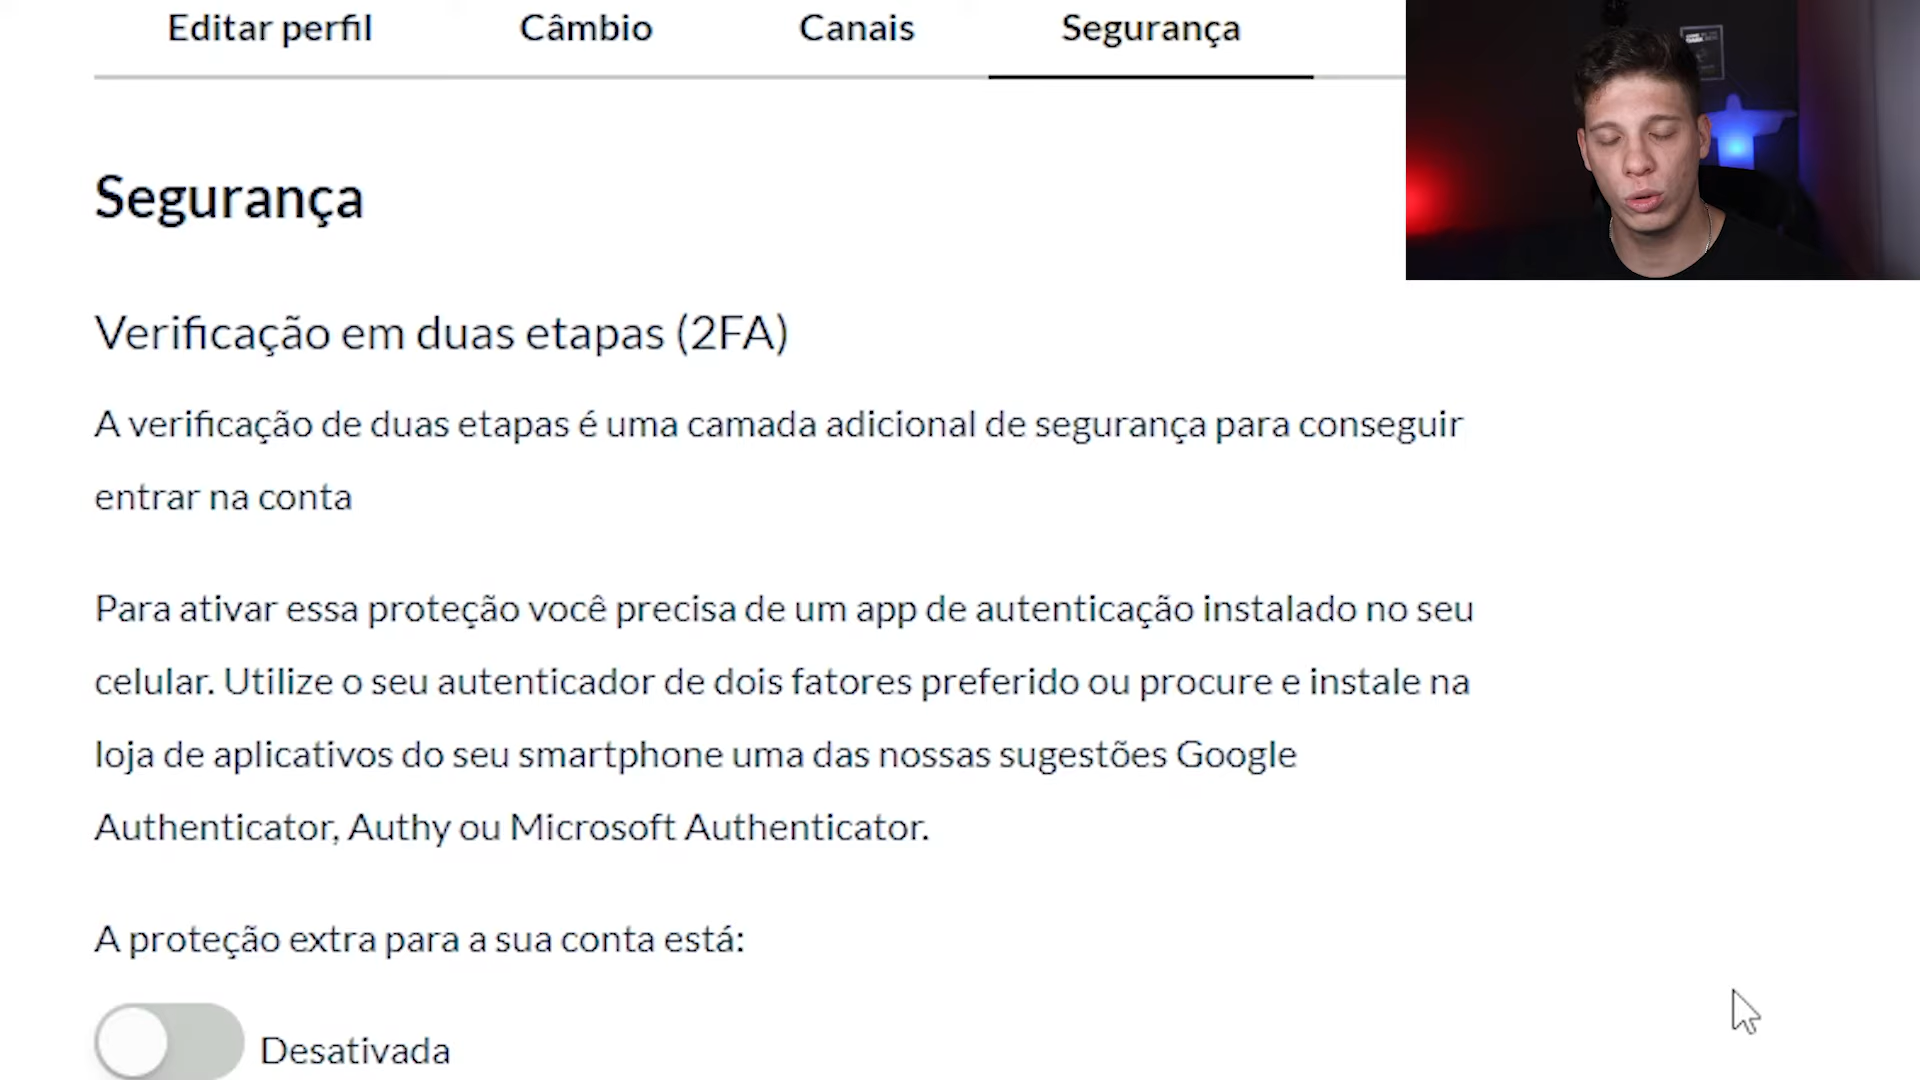 Editar perfil
Câmbio
Canais
Segurança
Segurança
Verificação em duas etapas (2FA)
A verificação de duas etapas é uma camada adicional de segurança para conseguir
entrar na conta
Para ativar essa proteção você precisa de um app de autenticação instalado no seu
celular. Utilize o seu autenticador de dois fatores preferido ou procure e instale na
loja de aplicativos do seu smartphone uma das nossas sugestões Google
Authenticator, Authy ou Microsoft Authenticator.
A proteção extra para a sua conta está:
Desativada